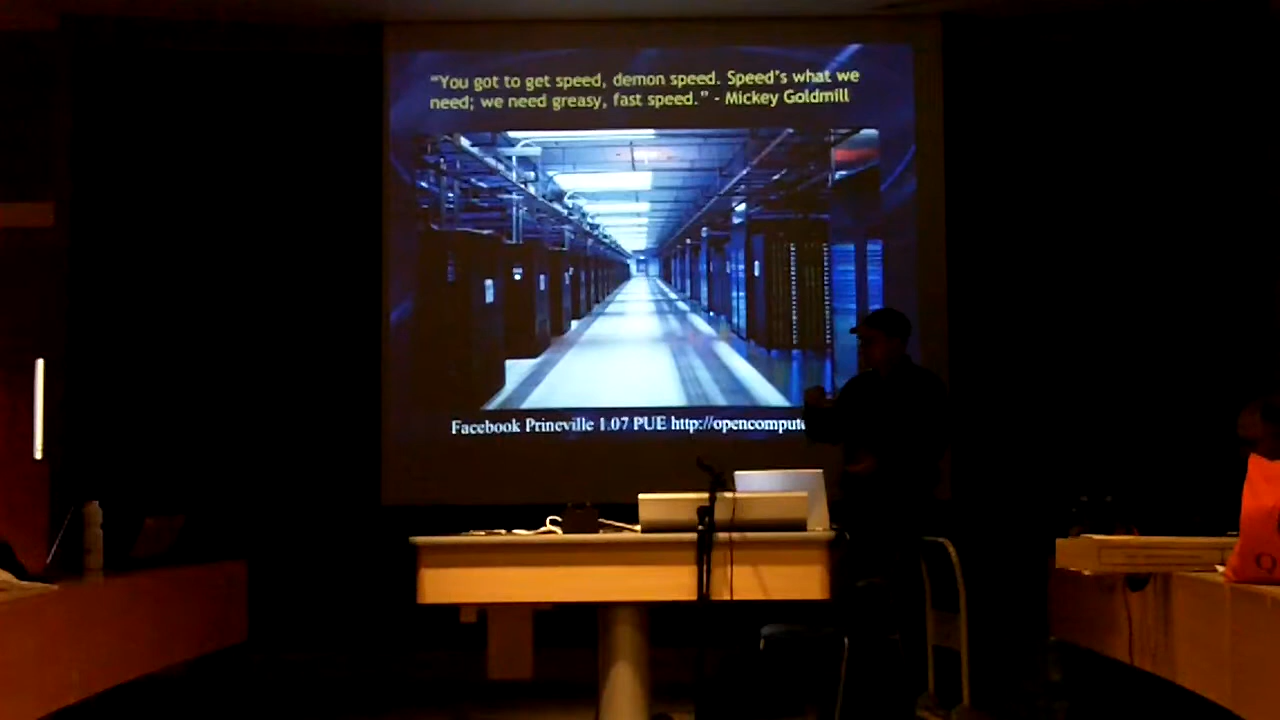 "You got to get speed, demon speed. Speed's what we
need; we need greasy, fast speed." - Mickey Goldmill
Facebook Prineville 1.07 PUE http://opencompute